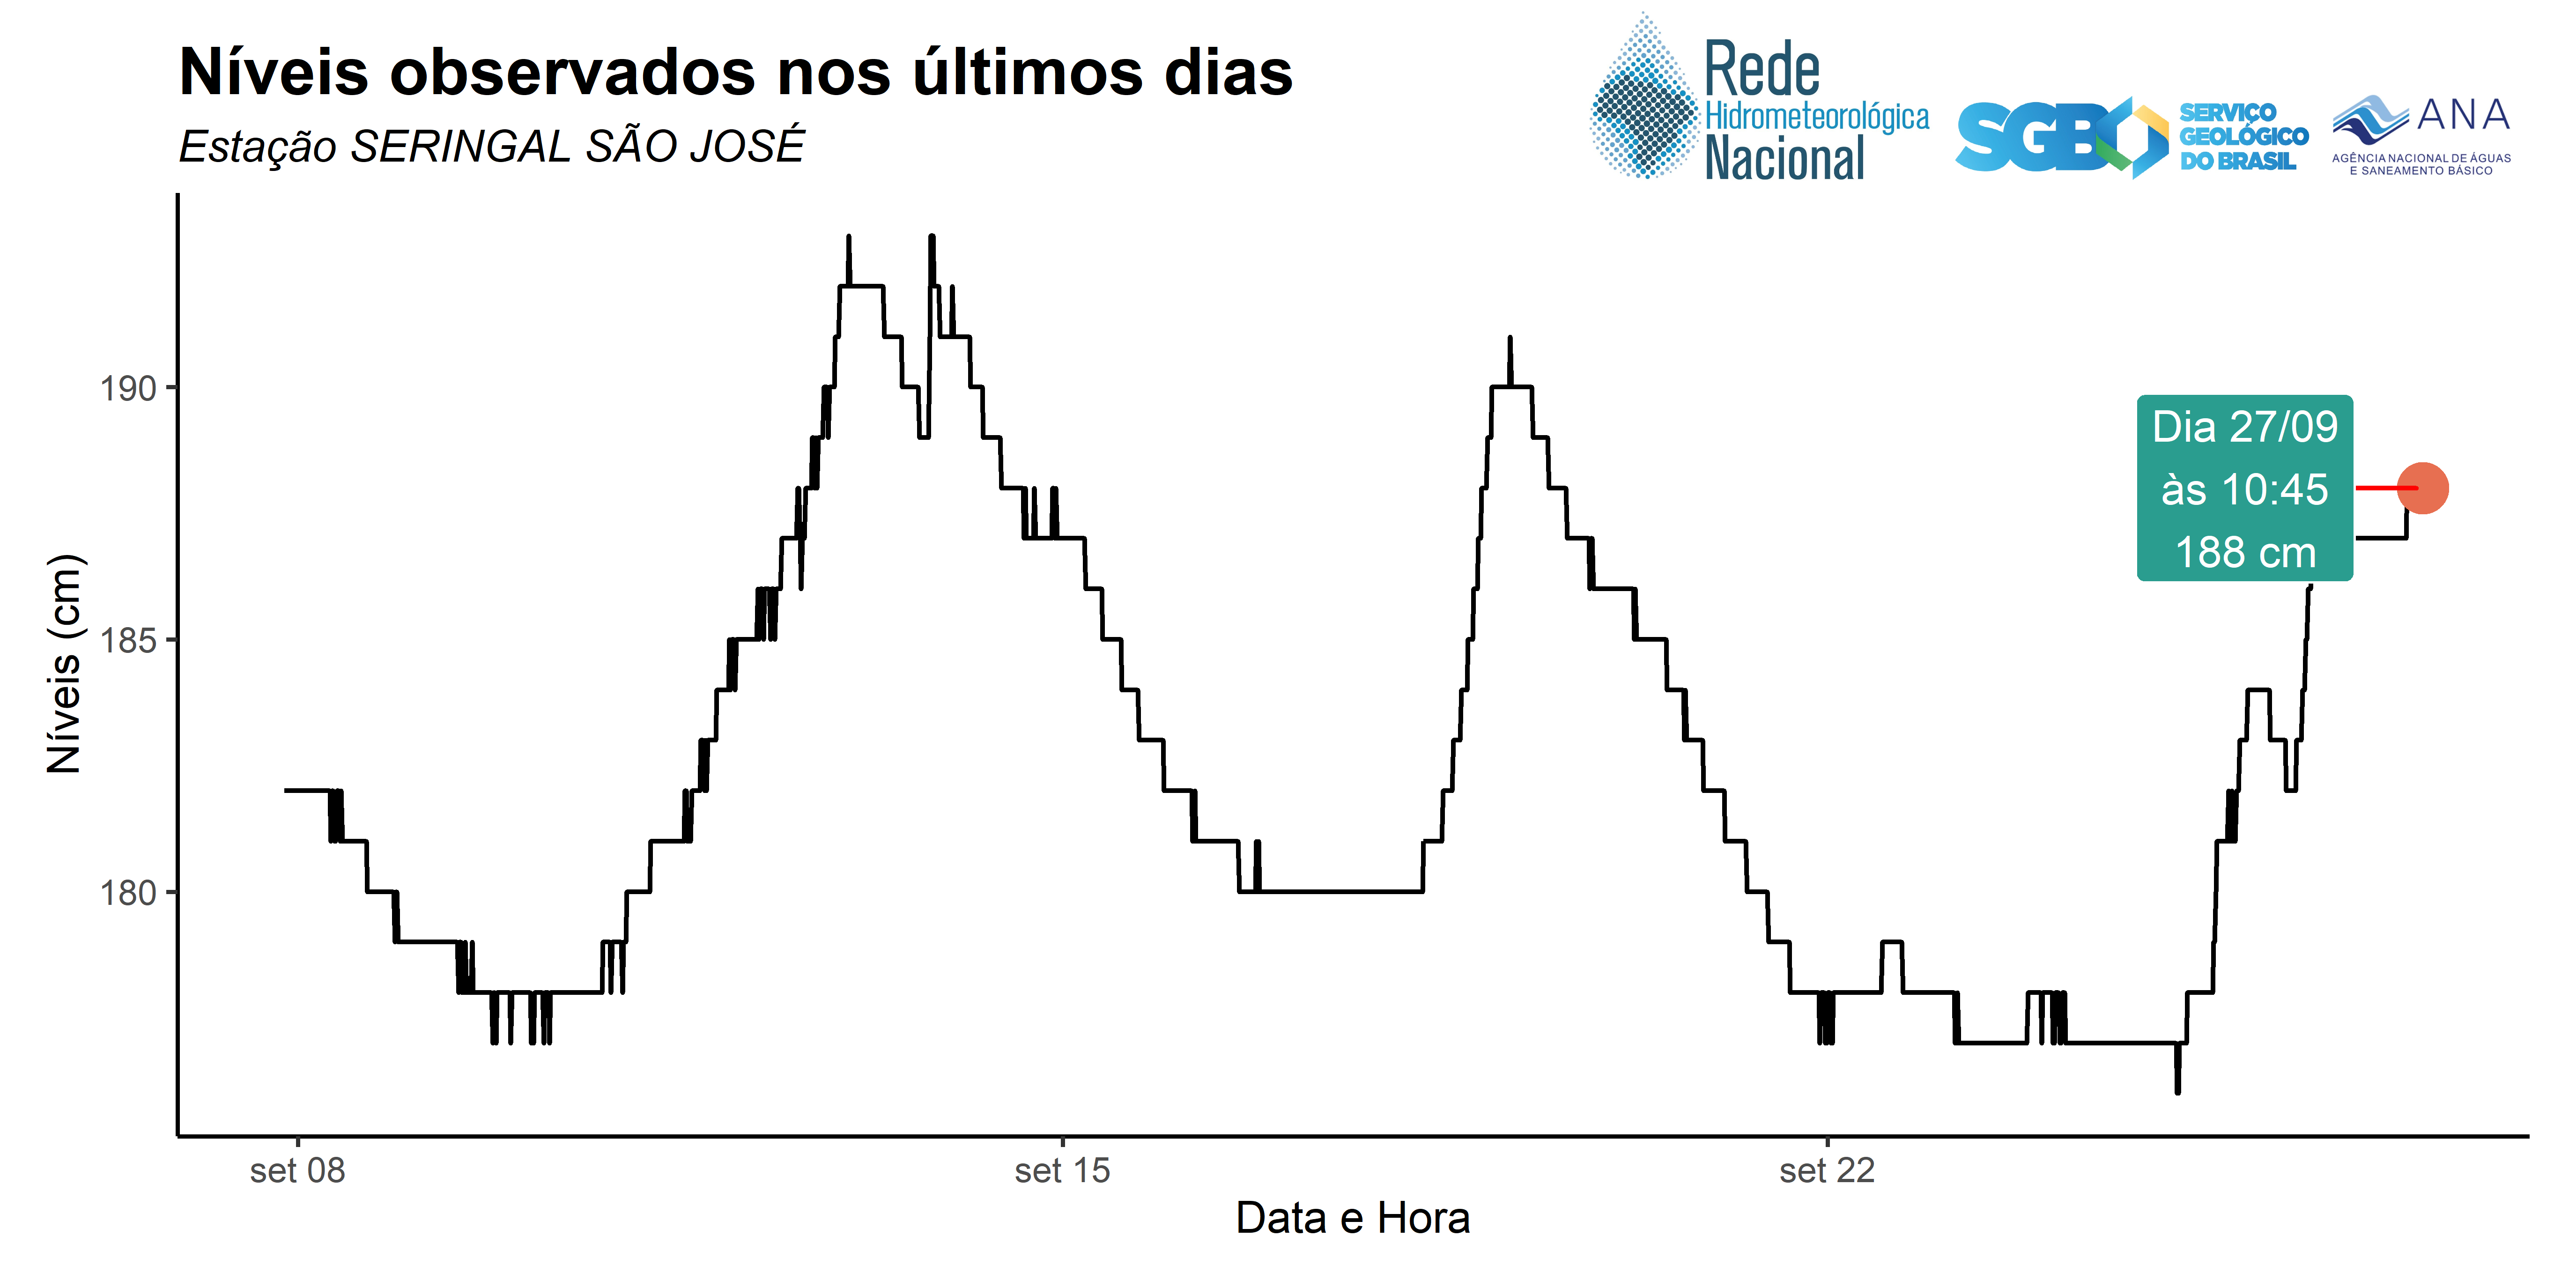 Níveis observados nos últimos dias
Estação SERINGAL SÃO JOSÉ
Rede
Hidrometeorológica
Nacional
SGB
SERVIÇO
GEOLÓGICO
DO BRASIL
ANA
AGÊNCIA NACIONAL DE ÁGUAS
E SANEAMENTO BÁSICO
Níveis (cm)
190
185
180
Dia 27/09
às 10:45
188 cm
set 08
set 15
set 22
Data e Hora